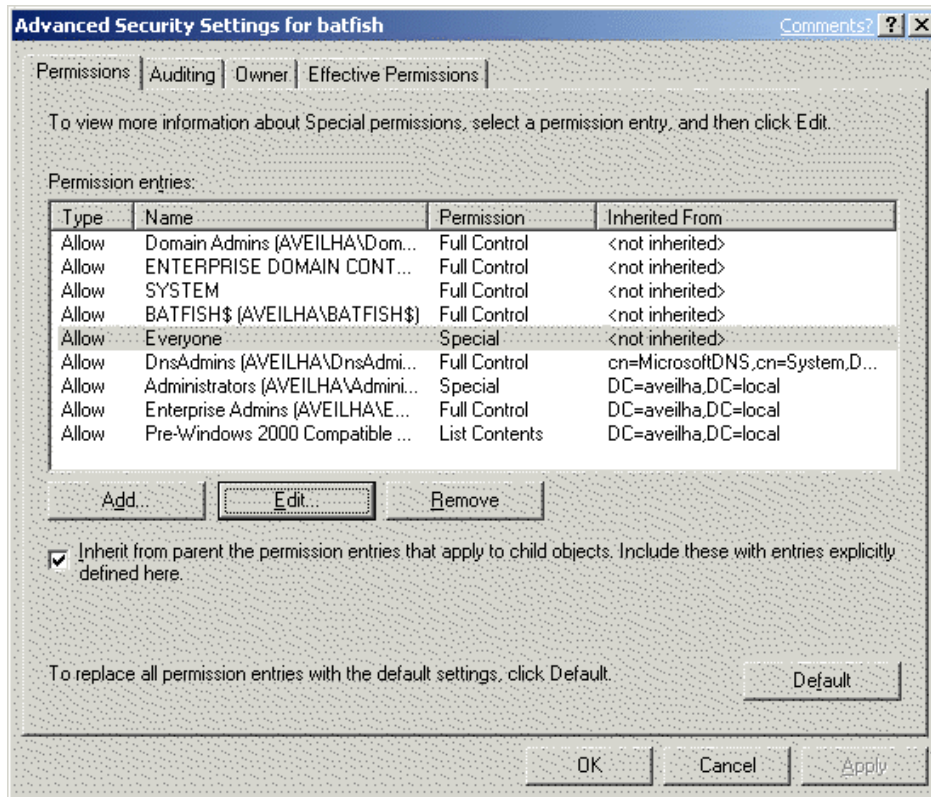 Advanced Security Settings for batfish Comments?
Permissions Auditing Owner Effective Permissions
To view more information about Special permissions, select a permission entry, and then click Edit.
Permission entries:
Type Name Permission Inherited From
Allow Domain Admins (AVEILHA\Dom... Full Control <not inherited>
Allow ENTERPRISE DOMAIN CONT... Full Control <not inherited>
Allow SYSTEM Full Control <not inherited>
Allow BATFISH$ (AVEILHA\BATFISH$) Full Control <not inherited>
Allow Everyone Special <not inherited>
Allow DnsAdmins (AVEILHA\DnsAdmi... Full Control cn=MicrosoftDNS,cn=System,D...
Allow Administrators (AVEILHA\Admini... Special DC=aveilha,DC=local
Allow Enterprise Admins (AVEILHA\E... Full Control DC=aveilha,DC=local
Allow Pre-Windows 2000 Compatible ... List Contents DC=aveilha,DC=local
Add... Edit... Remove
Inherit from parent the permission entries that apply to child objects. Include these with entries explicitly
defined here.
To replace all permission entries with the default settings, click Default.
Default
OK Cancel Apply